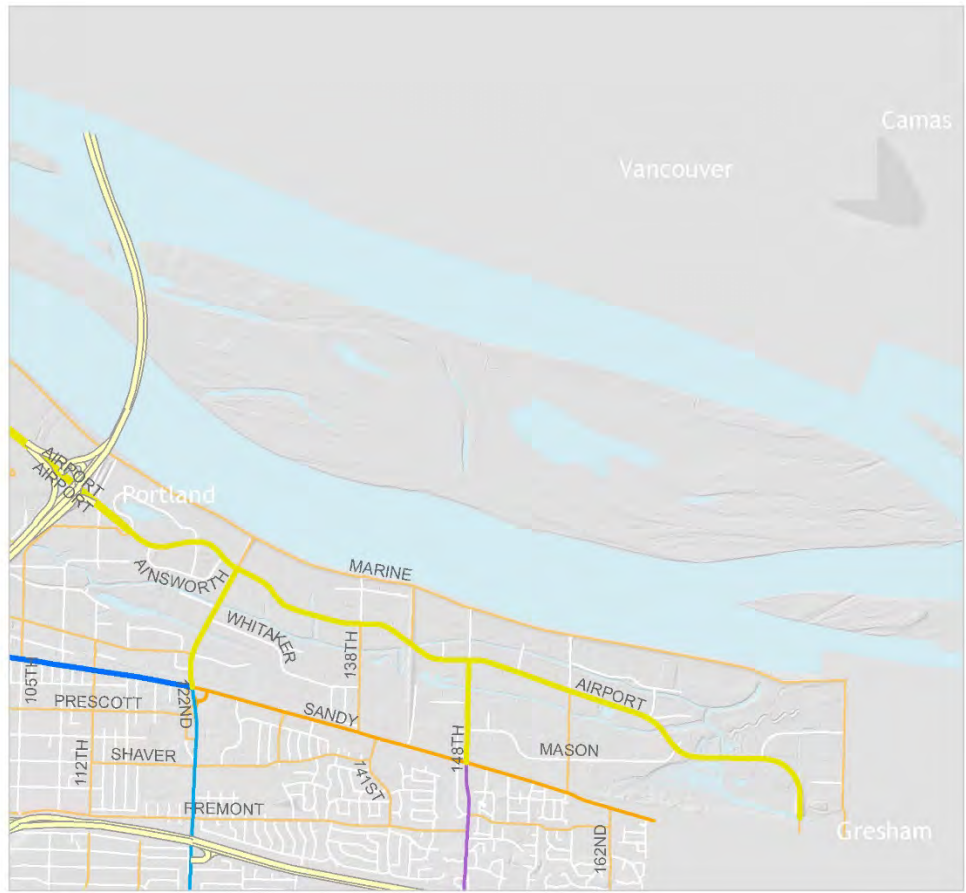 Camas
Vancouver
AIRPORT
AIRPORT
Portland
AINSWORTH
MARINE
WHITAKER
138TH
105TH
122ND
AIRPORT
PRESCOTT
SANDY
148TH
MASON
SHAVER
112TH
141ST
FREMONT
162ND
Gresham